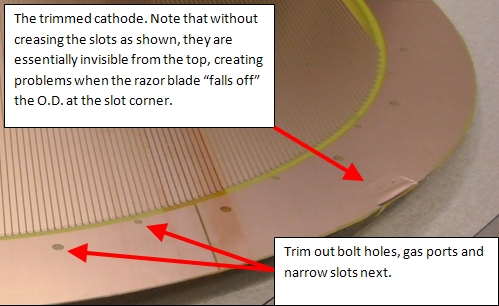 The trimmed cathode. Note that without
creasing the slots as shown, they are
essentially invisible from the top, creating
problems when the razor blade “falls off”
the O.D. at the slot corner.
Trim out bolt holes, gas ports and
narrow slots next.